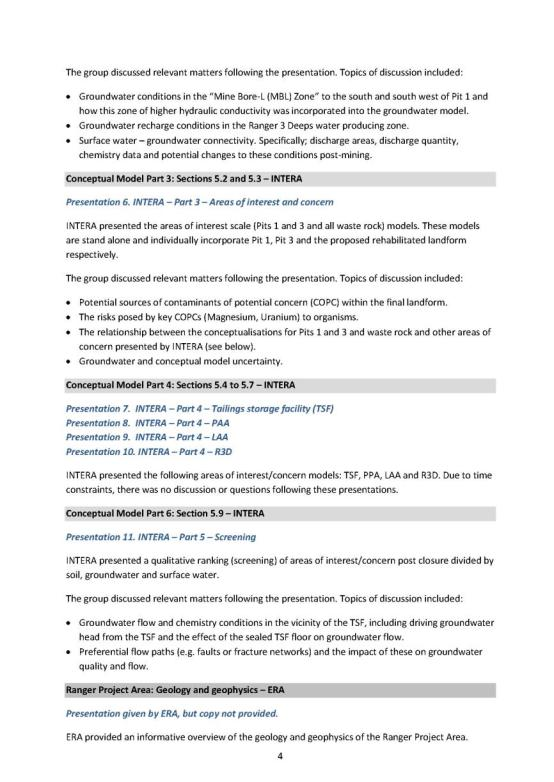 The group discussed relevant matters following the presentation. Topics of discussion included:
• Groundwater conditions in the “Mine Bore-L (MBL) Zone” to the south and south west of Pit 1 and
how this zone of higher hydraulic conductivity was incorporated into the groundwater model.
• Groundwater recharge conditions in the Ranger 3 Deeps water producing zone.
• Surface water – groundwater connectivity. Specifically; discharge areas, discharge quantity,
chemistry data and potential changes to these conditions post-mining.
Conceptual Model Part 3: Sections 5.2 and 5.3 – INTERA
Presentation 6. INTERA – Part 3 – Areas of interest and concern
INTERA presented the areas of interest scale (Pits 1 and 3 and all waste rock) models. These models
are stand alone and individually incorporate Pit 1, Pit 3 and the proposed rehabilitated landform
respectively.
The group discussed relevant matters following the presentation. Topics of discussion included:
• Potential sources of contaminants of potential concern (COPC) within the final landform.
• The risks posed by key COPCs (Magnesium, Uranium) to organisms.
• The relationship between the conceptualisations for Pits 1 and 3 and waste rock and other areas of
concern presented by INTERA (see below).
• Groundwater and conceptual model uncertainty.
Conceptual Model Part 4: Sections 5.4 to 5.7 – INTERA
Presentation 7. INTERA – Part 4 – Tailings storage facility (TSF)
Presentation 8. INTERA – Part 4 – PAA
Presentation 9. INTERA – Part 4 – LAA
Presentation 10. INTERA – Part 4 – R3D
INTERA presented the following areas of interest/concern models: TSF, PPA, LAA and R3D. Due to time
constraints, there was no discussion or questions following these presentations.
Conceptual Model Part 6: Section 5.9 – INTERA
Presentation 11. INTERA – Part 5 – Screening
INTERA presented a qualitative ranking (screening) of areas of interest/concern post closure divided by
soil, groundwater and surface water.
The group discussed relevant matters following the presentation. Topics of discussion included:
• Groundwater flow and chemistry conditions in the vicinity of the TSF, including driving groundwater
head from the TSF and the effect of the sealed TSF floor on groundwater flow.
• Preferential flow paths (e.g. faults or fracture networks) and the impact of these on groundwater
quality and flow.
Ranger Project Area: Geology and geophysics – ERA
Presentation given by ERA, but copy not provided.
ERA provided an informative overview of the geology and geophysics of the Ranger Project Area.
4